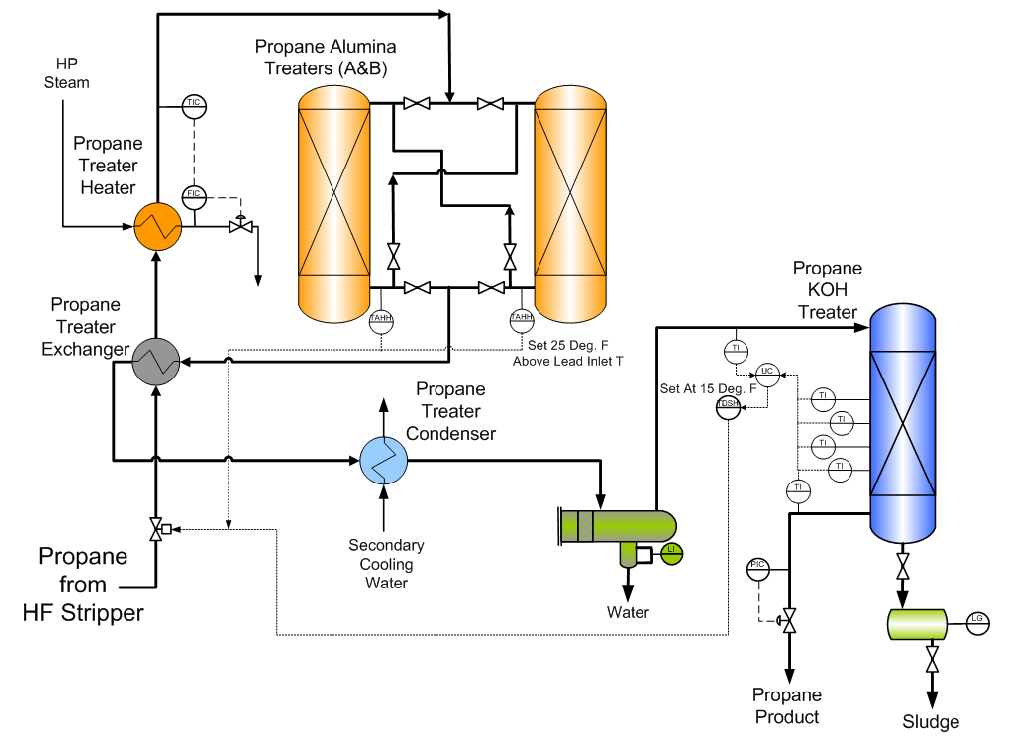 Propane Alumina
Treaters (A&B)
HP
Steam
TIC
Propane
Treater
Heater
FIC
Propane
KOH
Treater
Propane
Treater
Exchanger
TAHH
TAHH
Set 25 Deg. F
Above Lead Inlet T
TI
UC
Set At 15 Deg. F
TDSH
TI
TI
TI
TI
TI
Propane
Treater
Condenser
Secondary
Cooling
Water
LI
Water
Propane
from
HF Stripper
PIC
LG
Propane
Product
Sludge